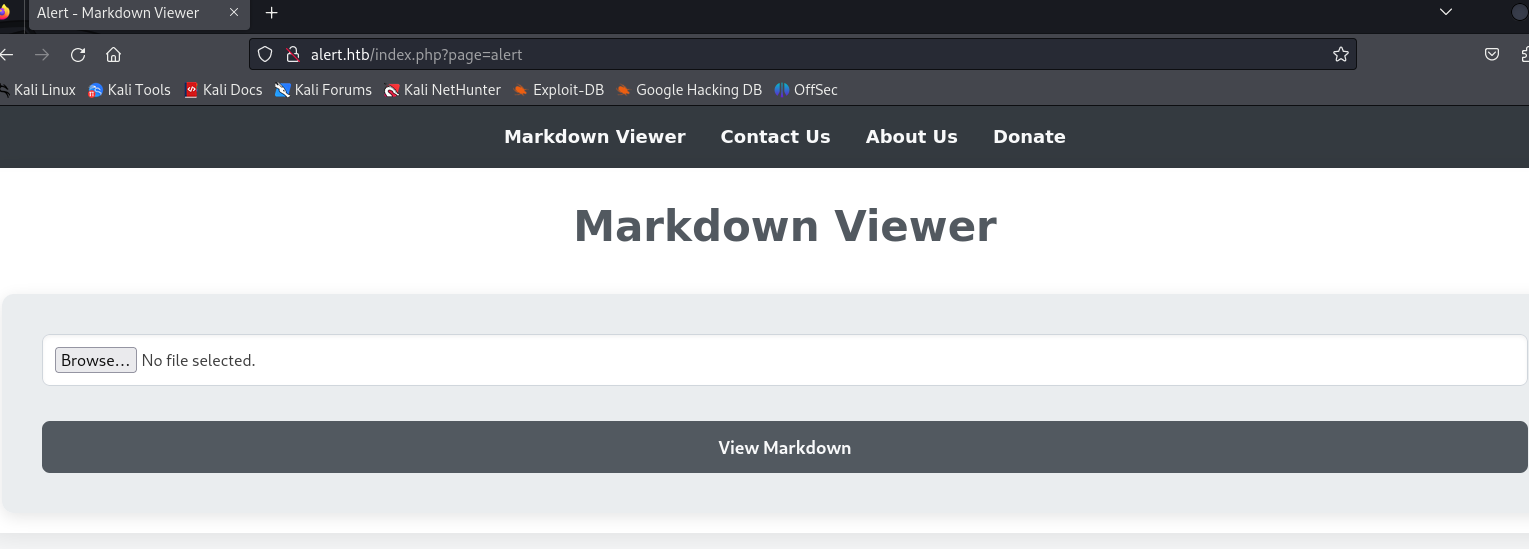 Alert - Markdown Viewer
alert.htb/index.php?page=alert
Kali Linux Kali Tools Kali Docs Kali Forums Kali NetHunter Exploit-DB Google Hacking DB OffSec
Markdown Viewer Contact Us About Us Donate
Markdown Viewer
Browse... No file selected.
View Markdown